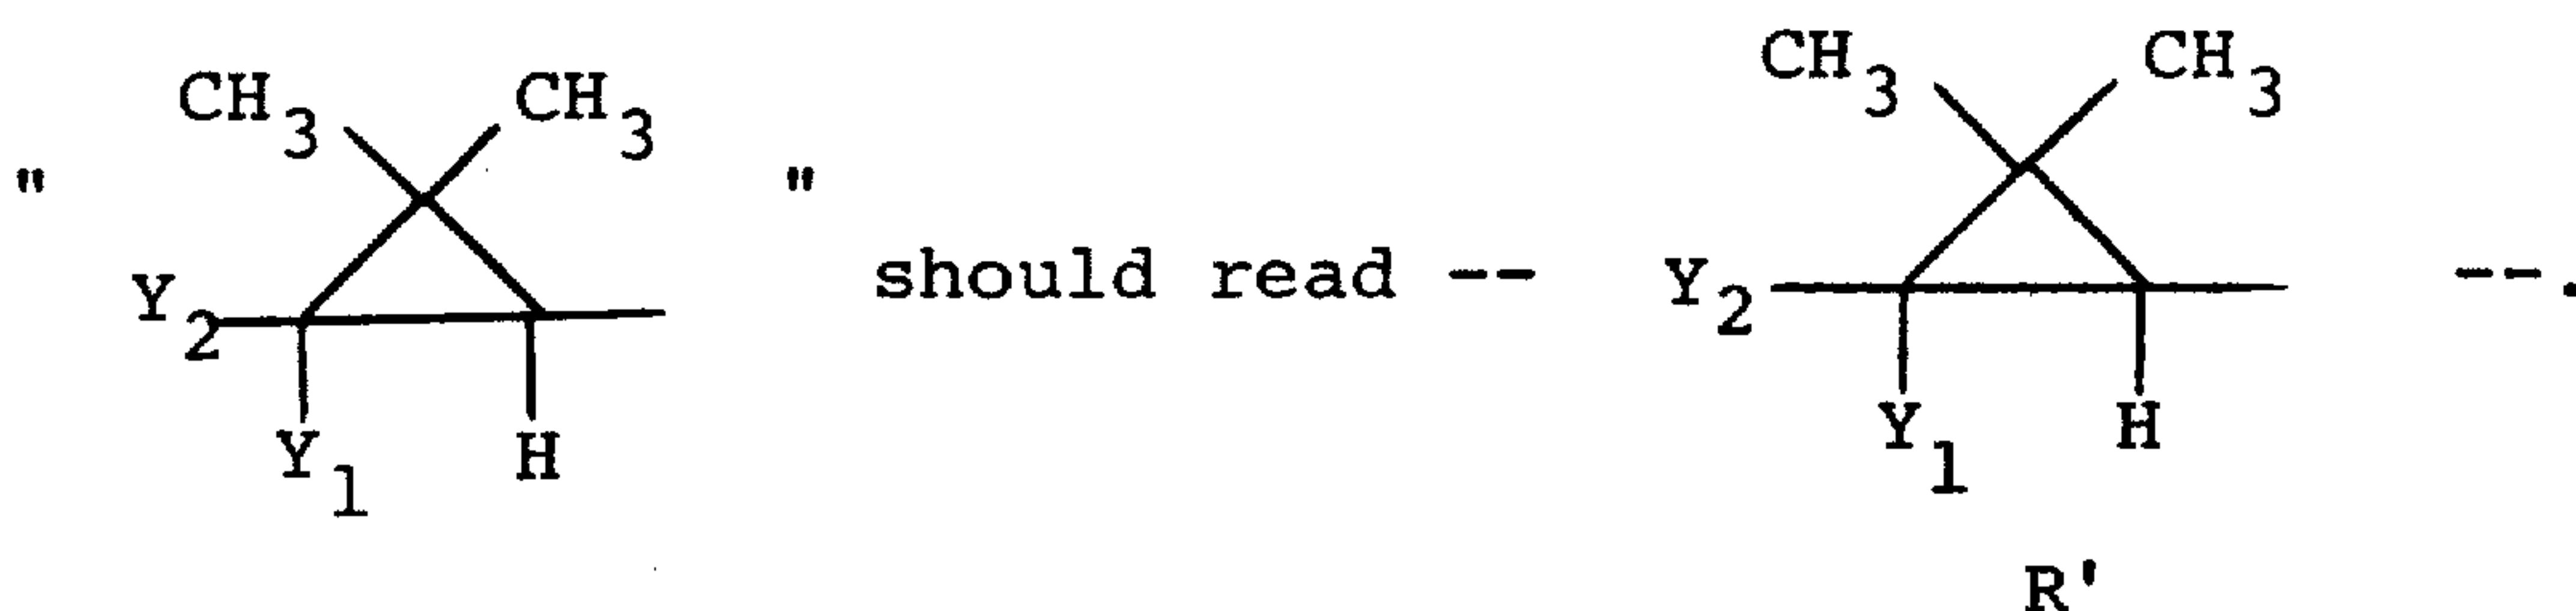 CH3 CH3 CH3 CH3
" " should read -- Y2 --.
Y2
Y1 H Y1 H
R'